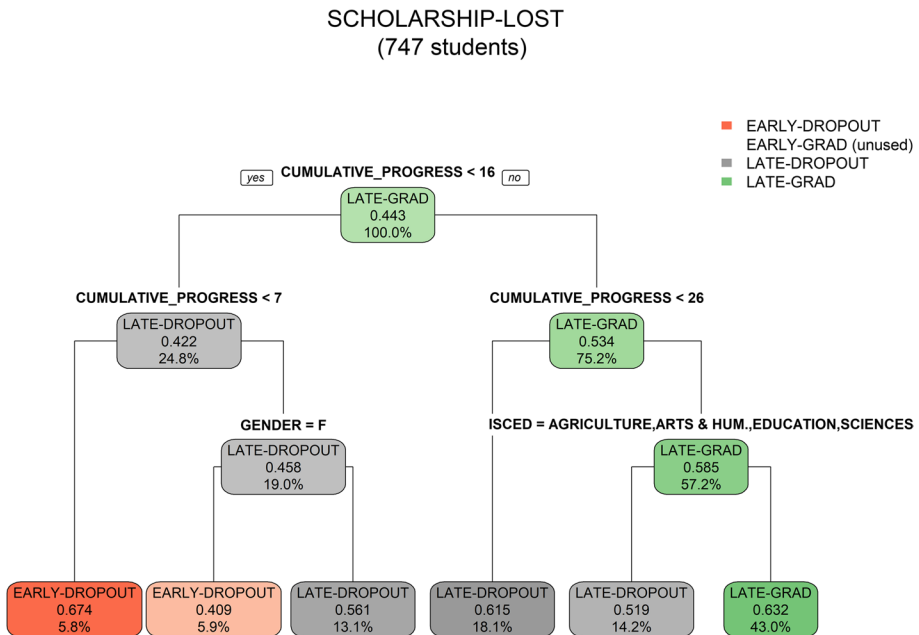 SCHOLARSHIP-LOST
(747 students)
EARLY-DROPOUT
EARLY-GRAD (unused)
LATE-DROPOUT
LATE-GRAD
yes CUMULATIVE_PROGRESS < 16 no
LATE-GRAD
0.443
100.0%
CUMULATIVE_PROGRESS < 7
LATE-DROPOUT
0.422
24.8%
CUMULATIVE_PROGRESS < 26
LATE-GRAD
0.534
75.2%
GENDER = F
LATE-DROPOUT
0.458
19.0%
ISCED = AGRICULTURE,ARTS & HUM.,EDUCATION,SCIENCES
LATE-GRAD
0.585
57.2%
EARLY-DROPOUT
0.674
5.8%
EARLY-DROPOUT
0.409
5.9%
LATE-DROPOUT
0.561
13.1%
LATE-DROPOUT
0.615
18.1%
LATE-DROPOUT
0.519
14.2%
LATE-GRAD
0.632
43.0%